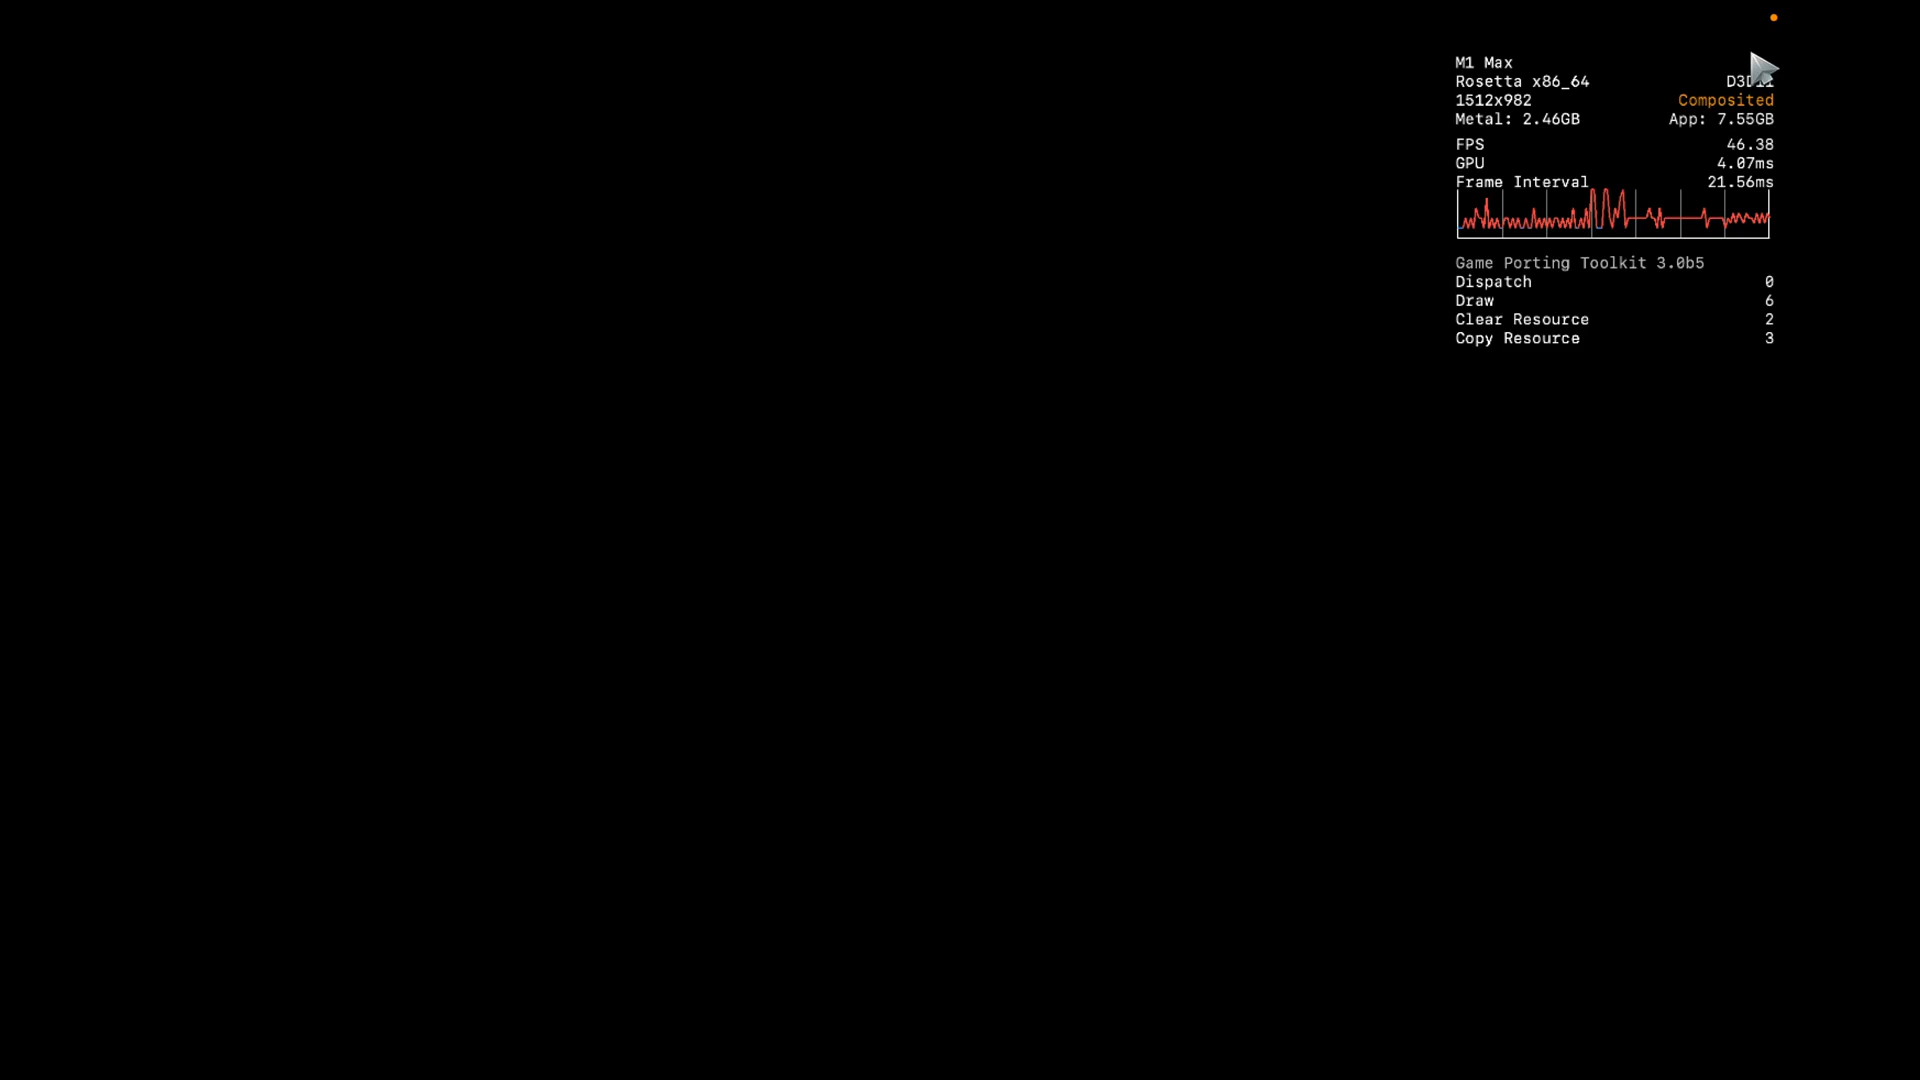 M1 Max
Rosetta x86_64 D3D11
1512x982 Composited
Metal: 2.46GB App: 7.55GB
FPS 46.38
GPU 4.07ms
Frame Interval 21.56ms
Game Porting Toolkit 3.0b5
Dispatch 0
Draw 6
Clear Resource 2
Copy Resource 3